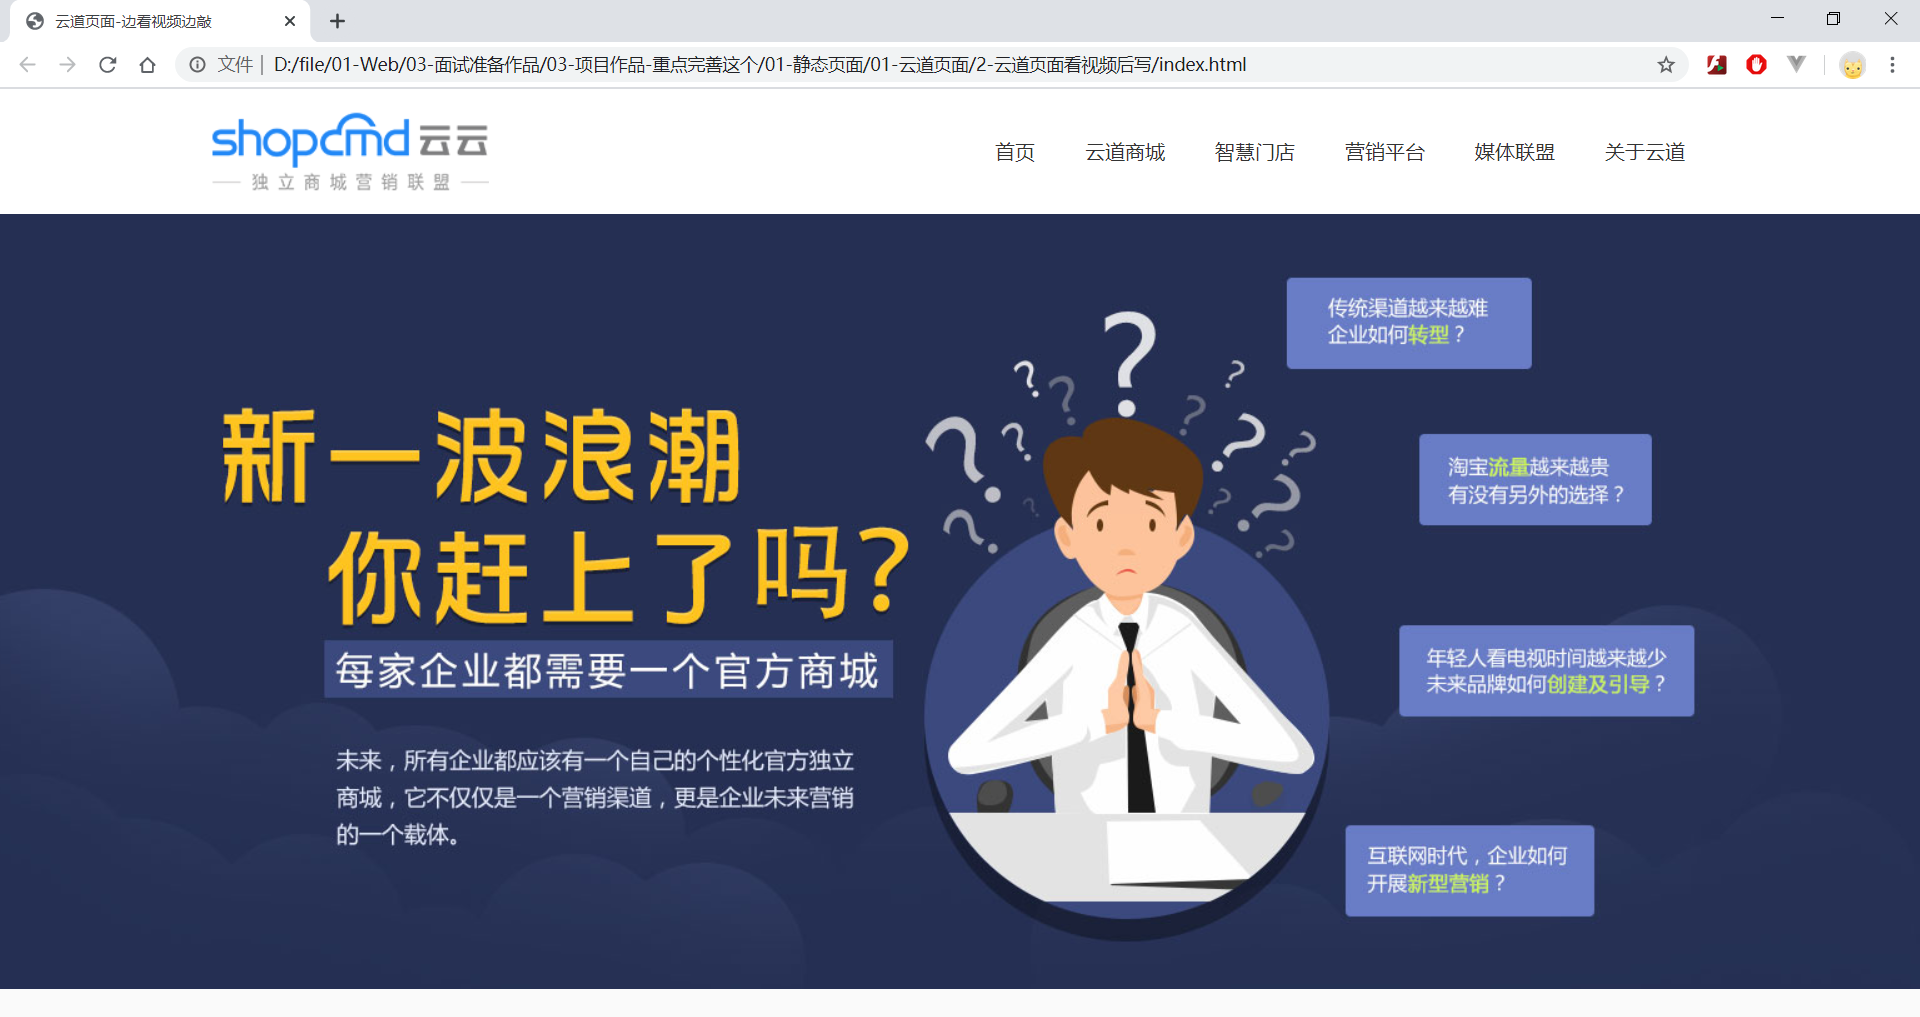 云道页面-边看视频边敲
文件 | D:/file/01-Web/03-面试准备作品/03-项目作品-重点完善这个/01-静态页面/01-云道页面/2-云道页面看视频后写/index.html
shopcmd 云云
独立商城营销联盟
首页 云道商城 智慧门店 营销平台 媒体联盟 关于云道
新一波浪潮
你赶上了吗?
每家企业都需要一个官方商城
未来，所有企业都应该有一个自己的个性化官方独立
商城，它不仅仅是一个营销渠道，更是企业未来营销
的一个载体。
传统渠道越来越难
企业如何转型？
淘宝流量越来越贵
有没有另外的选择？
年轻人看电视时间越来越少
未来品牌如何创建及引导？
互联网时代，企业如何
开展新型营销？